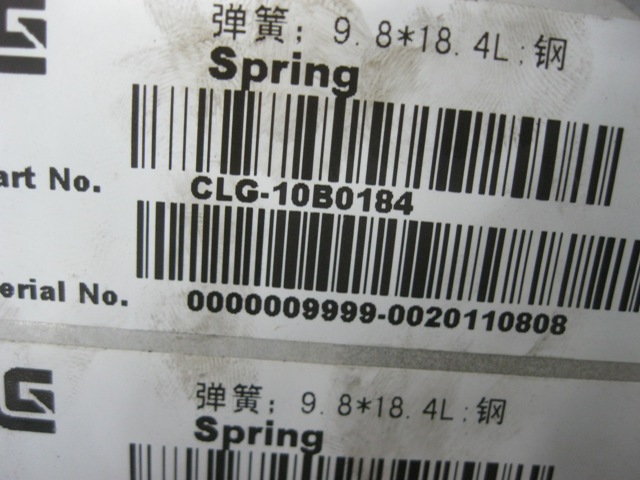 弹簧; 9.8*18.4L;钢
Spring
art No.
CLG-10B0184
erial No.
0000009999-0020110808
弹簧; 9.8*18.4L;钢
Spring